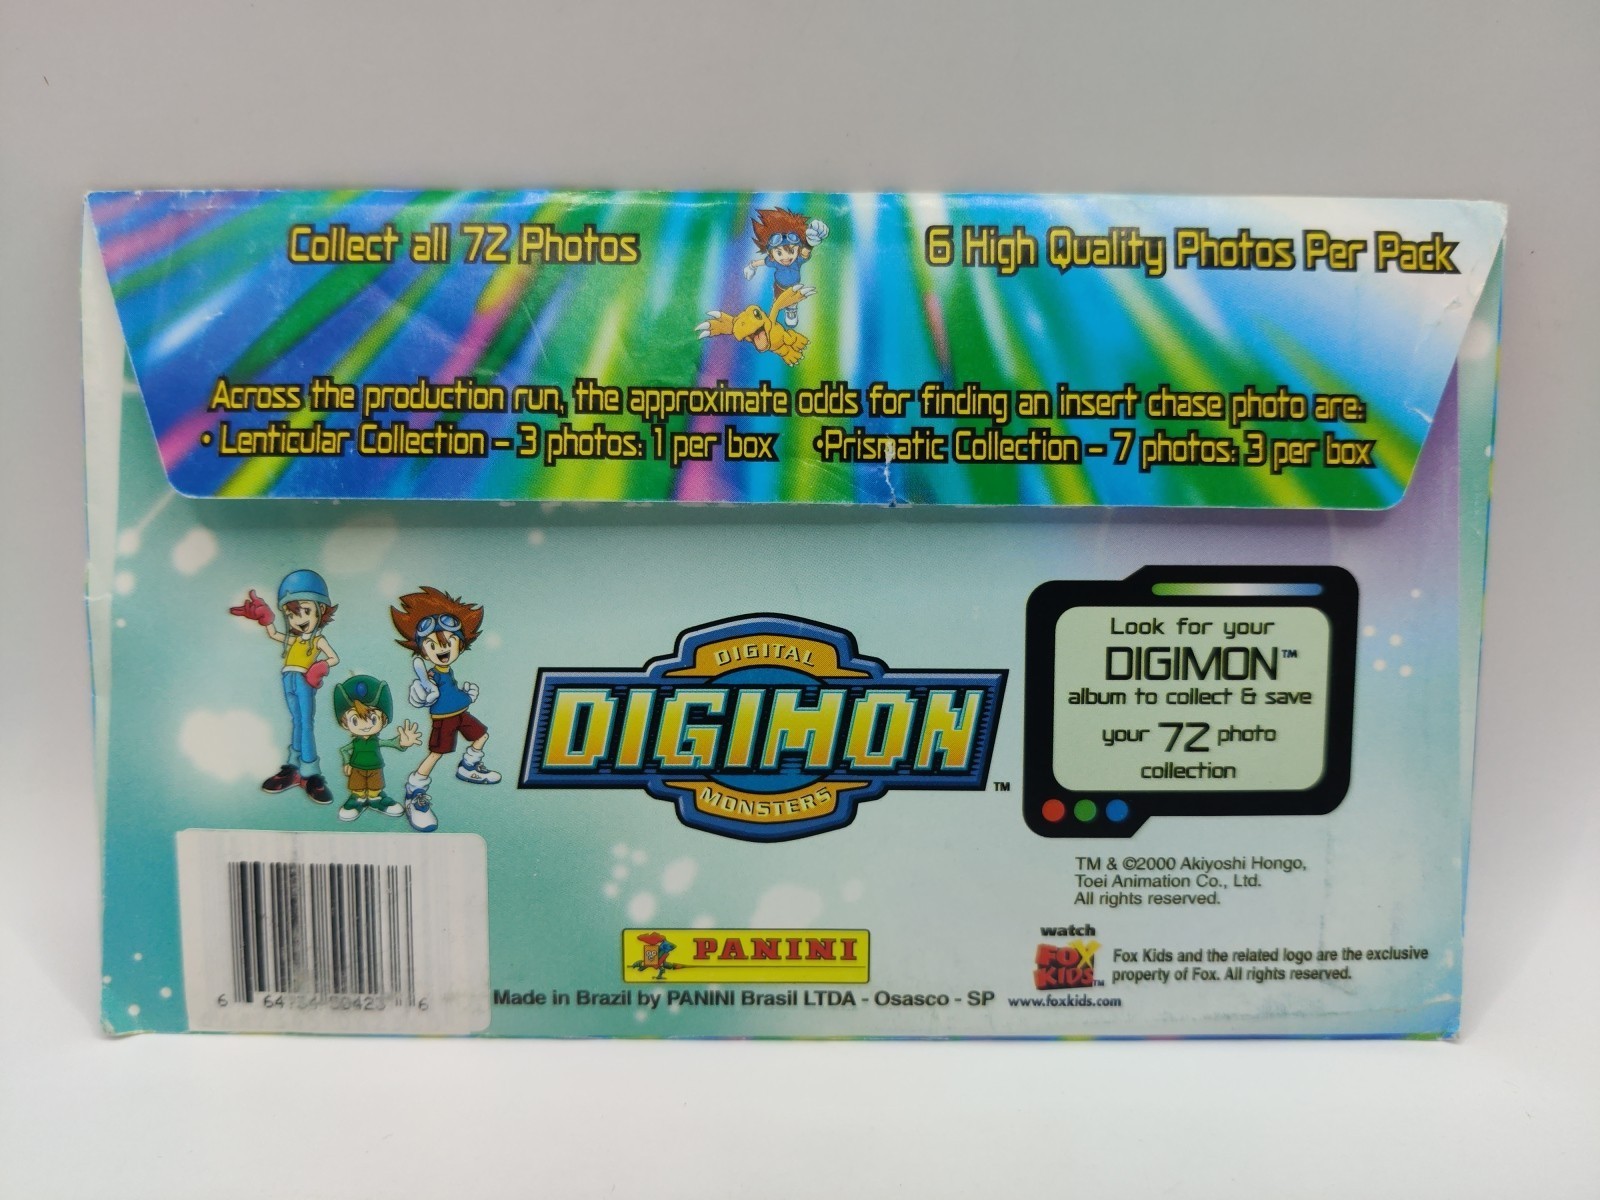 Collect all 72 Photos
6 High Quality Photos Per Pack
Across the production run, the approximate odds for finding an insert chase photo are:
• Lenticular Collection – 3 photos: 1 per box •Prismatic Collection – 7 photos: 3 per box
DIGITAL
DIGIMON
MONSTERS
TM
Look for your
DIGIMON™
album to collect & save
your 72 photo
collection
TM & ©2000 Akiyoshi Hongo,
Toei Animation Co., Ltd.
All rights reserved.
PANINI
Made in Brazil by PANINI Brasil LTDA - Osasco - SP
watch
FOX
KIDS™
www.foxkids.com
Fox Kids and the related logo are the exclusive
property of Fox. All rights reserved.
6 64 50423 6